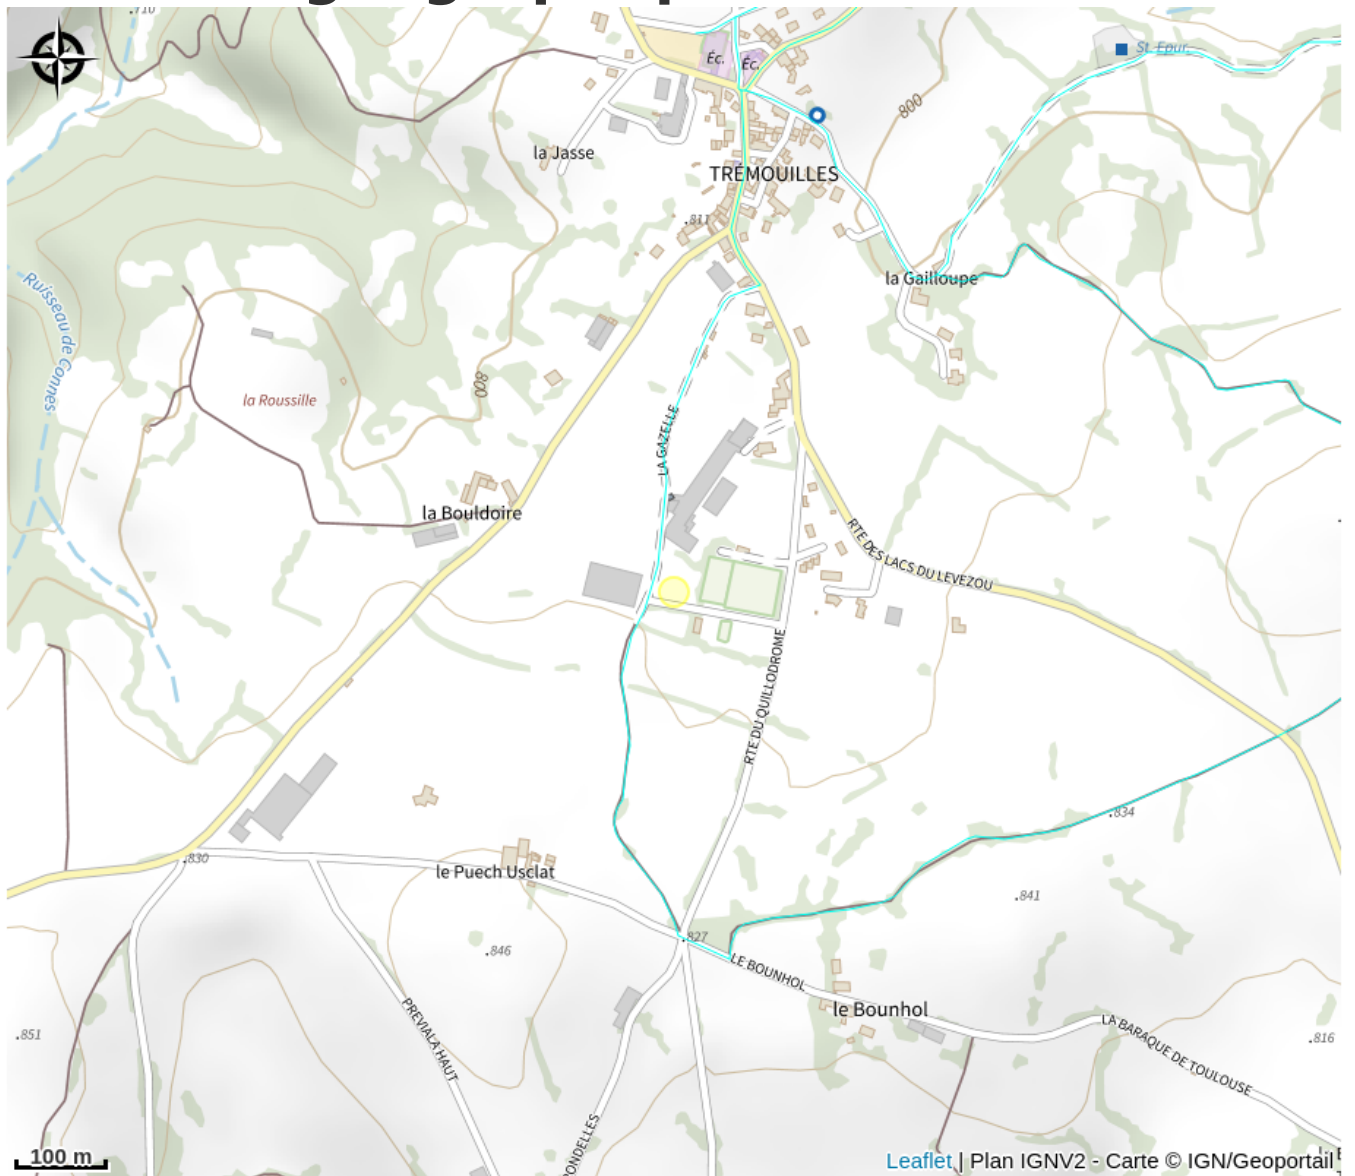 .710
Éc.
Éc.
St. Epur.
800
la Jasse
TRÉMOUILLES
.811
la Gailloupe
Ruisseau de Connes
800
la Roussille
LA GAZELLE
la Bouldoire
RTE DES LACS DU LEVEZOU
RTE DU QUILLODROME
.834
.830
le Puech Usclat
.841
.827
.846
LE BOUNHOL
le Bounhol
PREVIALA HAUT
LA BARAQUE DE TOULOUSE
.851
.816
ONDELLES
100 m
Leaflet | Plan IGNV2 - Carte © IGN/Geoportail